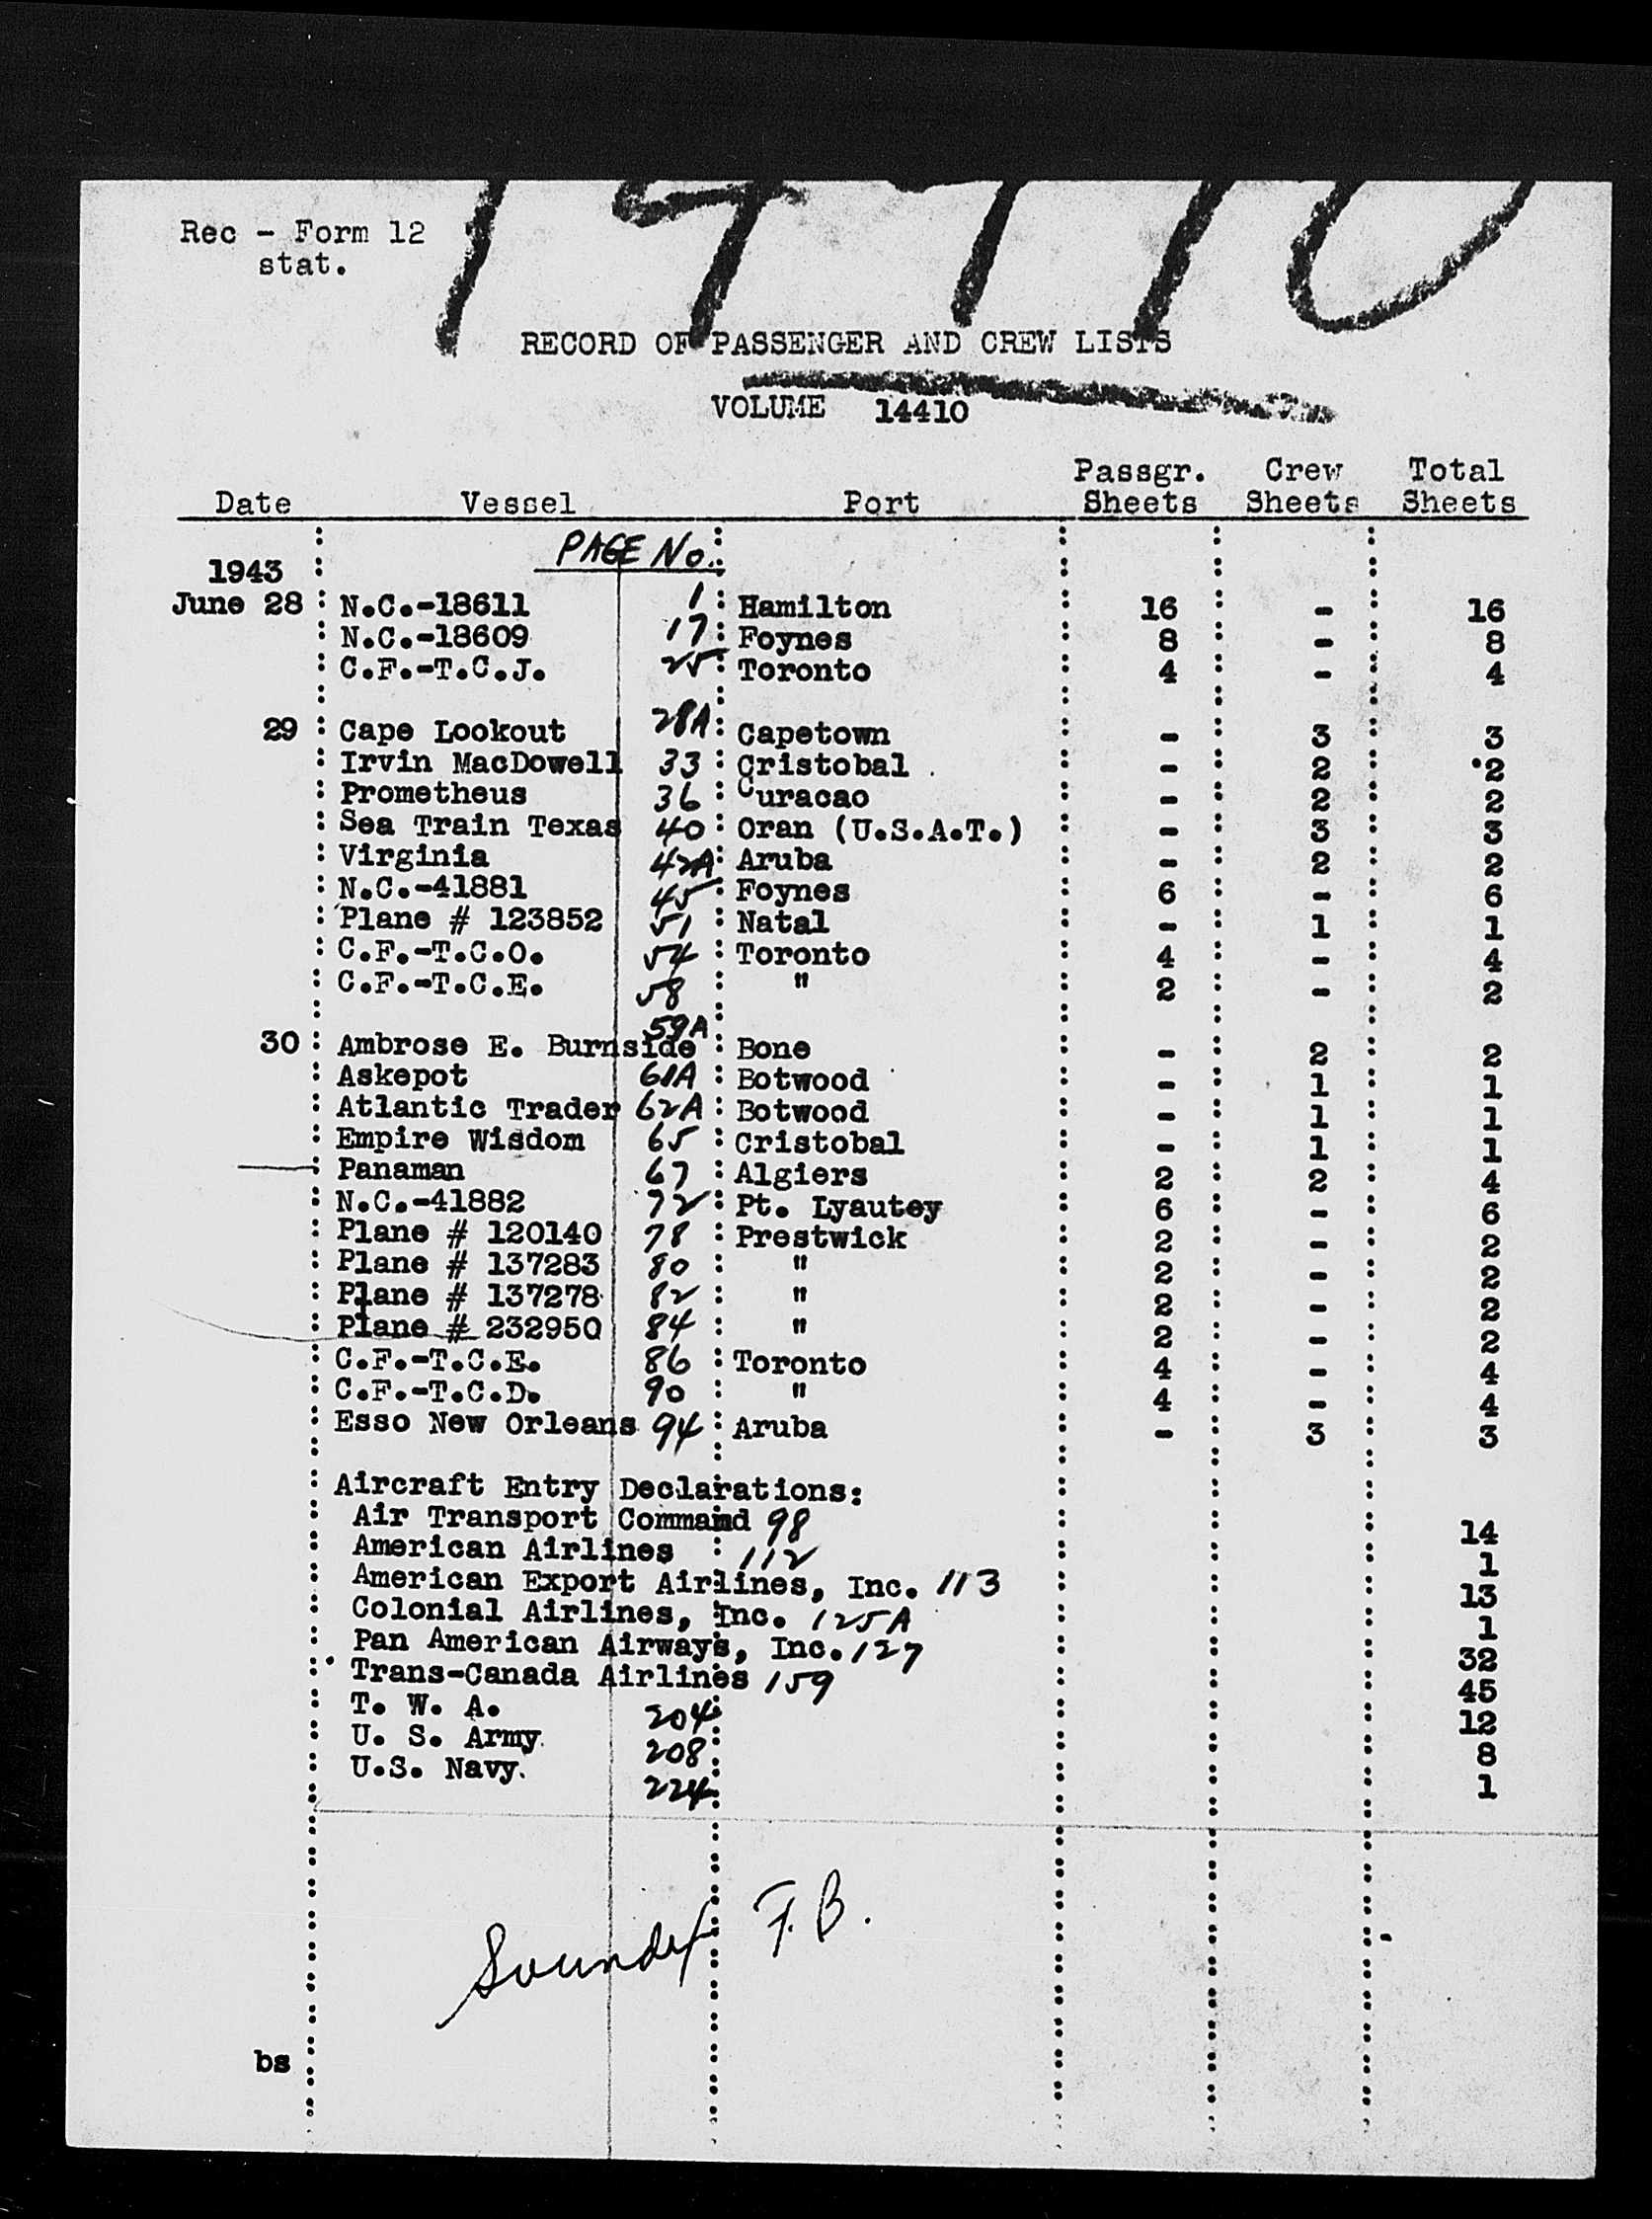 14410
Rec - Form 12
stat.
RECORD OF PASSENGER AND CREW LISTS
VOLUME 14410
Passgr. Crew Total
Date Vessel Port Sheets Sheets Sheets
PAGE No.
1943
June 28 N.C.-18611 1 Hamilton 16 - 16
N.C.-18609 17 Foynes 8 - 8
C.F.-T.C.J. 25 Toronto 4 - 4
29 Cape Lookout 28A Capetown - 3 3
Irvin MacDowell 33 Cristobal - 2 2
Prometheus 36 Curacao - 2 2
Sea Train Texas 40 Oran (U.S.A.T.) - 3 3
Virginia 42A Aruba - 2 2
N.C.-41881 45 Foynes 6 - 6
Plane # 123852 51 Natal - 1 1
C.F.-T.C.O. 54 Toronto 4 - 4
C.F.-T.C.E. 58 " 2 - 2
30 Ambrose E. Burnside 59A Bone - 2 2
Askepot 61A Botwood - 1 1
Atlantic Trader 62A Botwood - 1 1
Empire Wisdom 65 Cristobal - 1 1
Panaman 67 Algiers 2 2 4
N.C.-41882 72 Pt. Lyautey 6 - 6
Plane # 120140 78 Prestwick 2 - 2
Plane # 137283 80 " 2 - 2
Plane # 137278 82 " 2 - 2
Plane # 232950 84 " 2 - 2
C.F.-T.C.E. 86 Toronto 4 - 4
C.F.-T.C.D. 90 " 4 - 4
Esso New Orleans 94 Aruba - 3 3
Aircraft Entry Declarations:
Air Transport Command 98 14
American Airlines 112 1
American Export Airlines, Inc. 113 13
Colonial Airlines, Inc. 125A 1
Pan American Airways, Inc. 127 32
Trans-Canada Airlines 159 45
T. W. A. 204 12
U. S. Army 208 8
U.S. Navy. 224 1
Soundex F.B.
bs